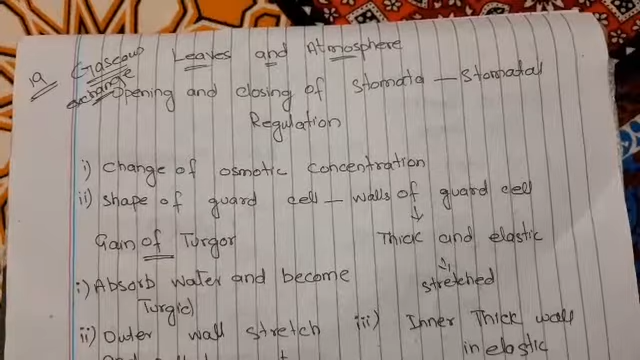 19 Gaseous exchange Leaves and Atmosphere
Opening and closing of stomata — stomatal
Regulation
i) change of osmotic concentration
ii) shape of guard cell — walls of guard cell
Gain of Turgor
↓
Thick and elastic
↓
stretched
i) Absorb water and become
Turgid
ii) Outer wall stretch
iii) Inner Thick wall
inelastic